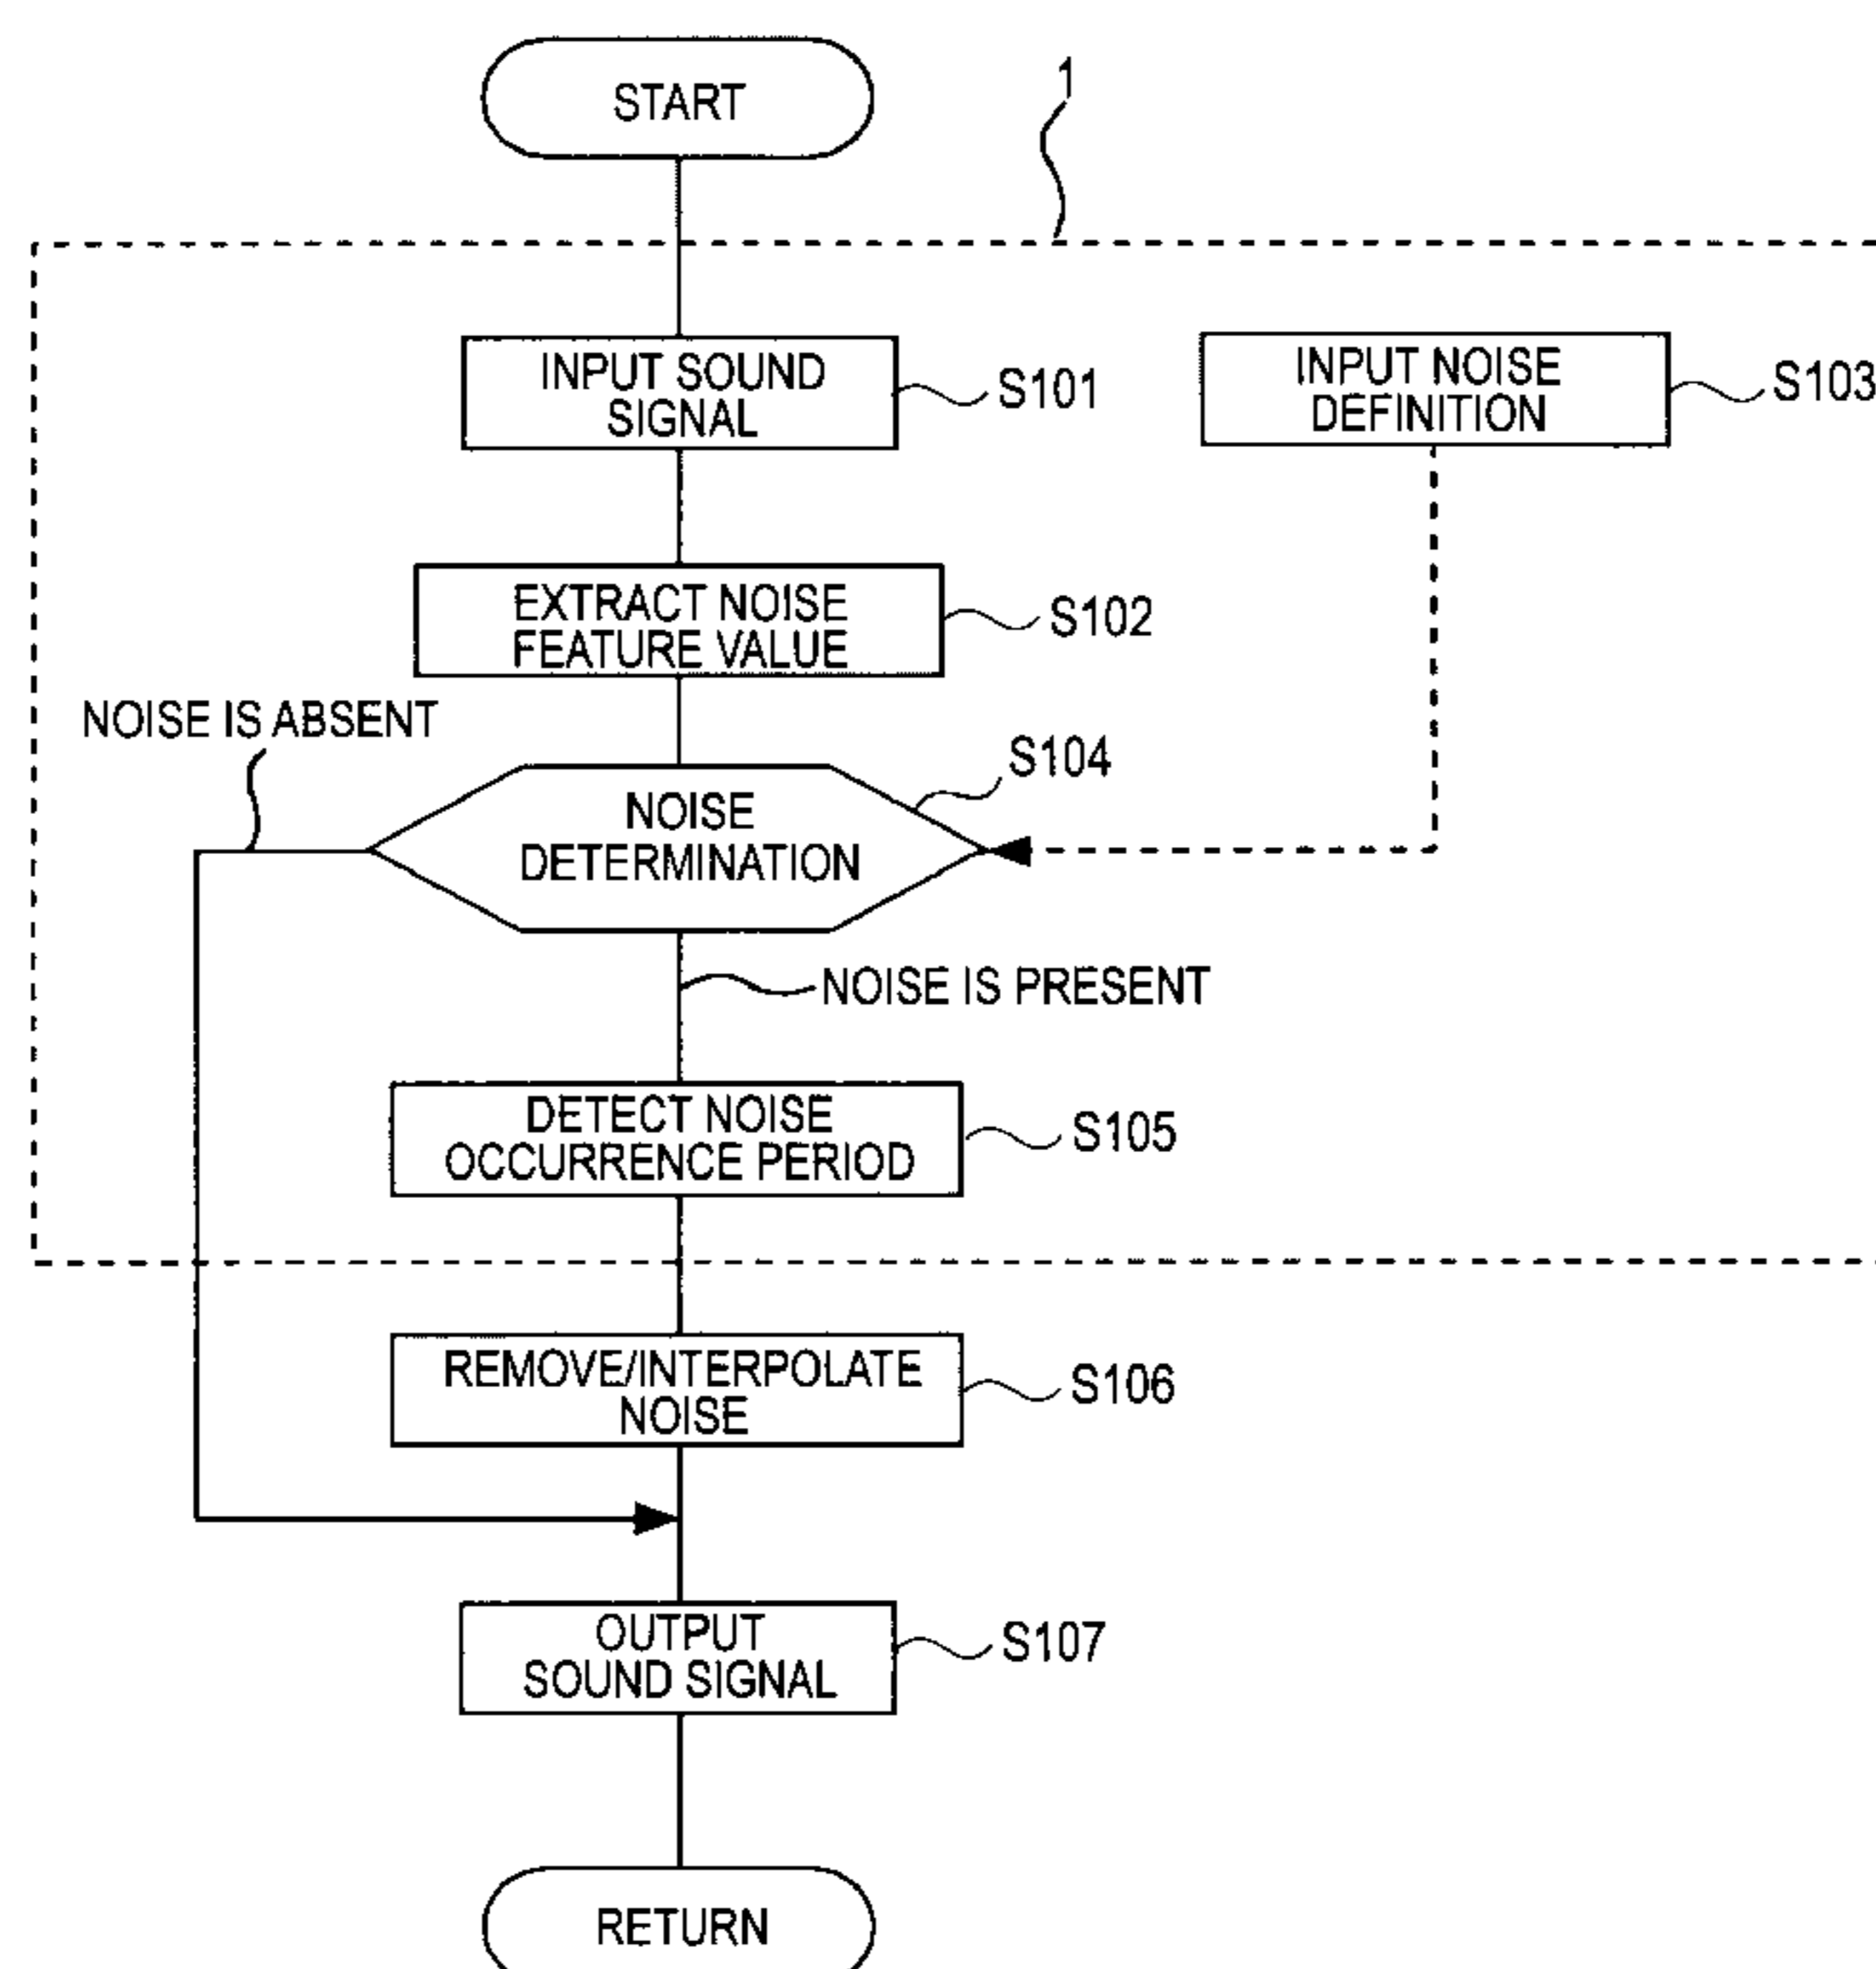 START
1
INPUT SOUND
SIGNAL
S101
INPUT NOISE
DEFINITION
S103
EXTRACT NOISE
FEATURE VALUE
S102
NOISE IS ABSENT
S104
NOISE
DETERMINATION
NOISE IS PRESENT
DETECT NOISE
OCCURRENCE PERIOD
S105
REMOVE/INTERPOLATE
NOISE
S106
OUTPUT
SOUND SIGNAL
S107
RETURN